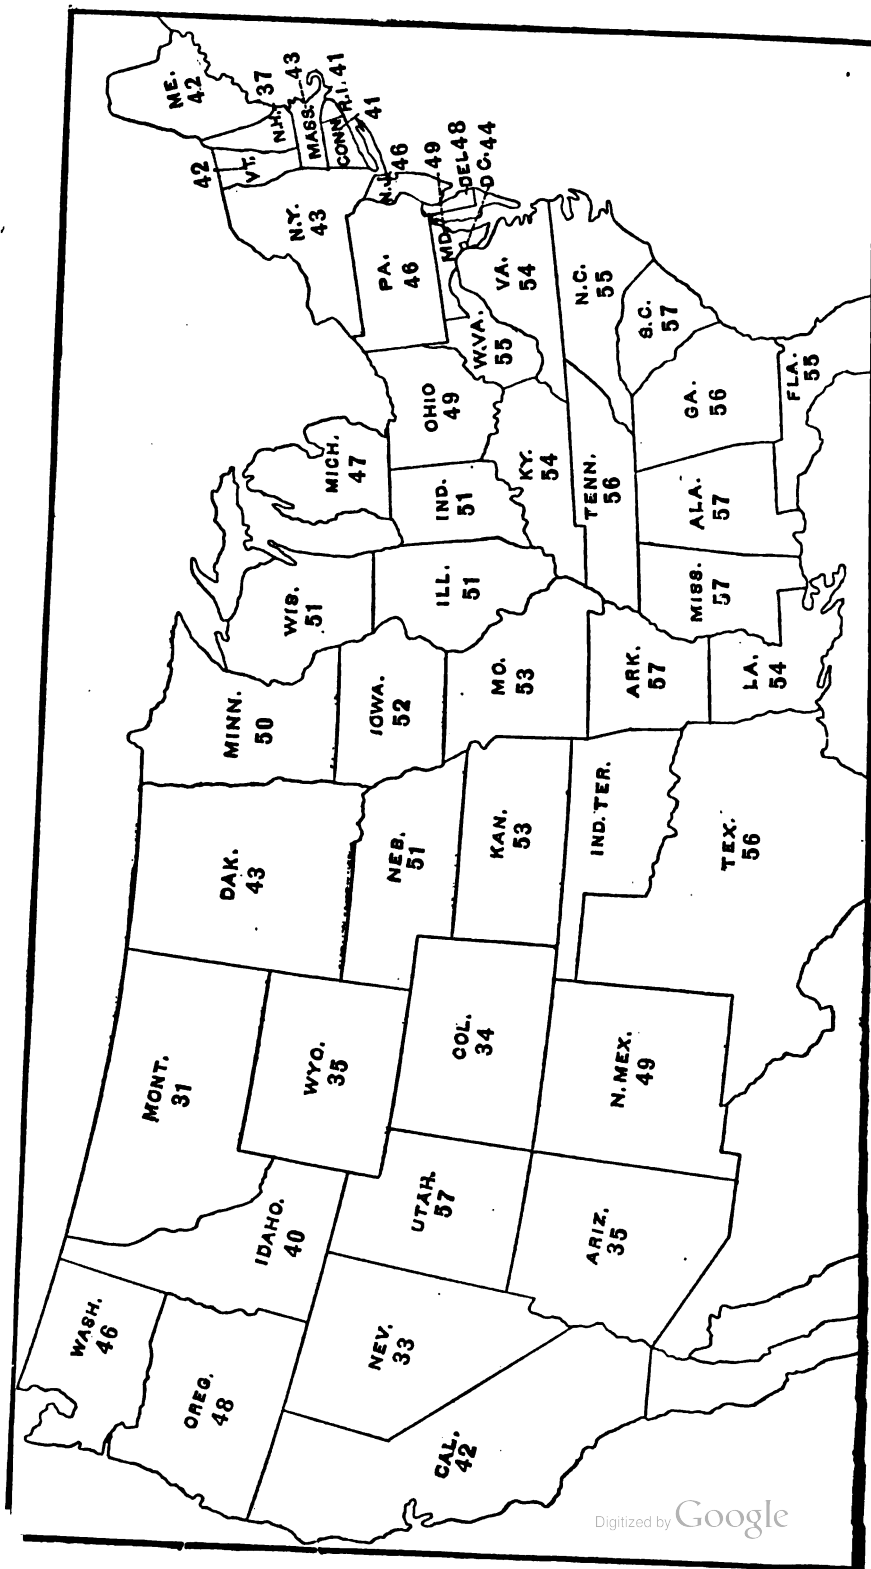 ME.
42
37
43
41
N.H.
MASS.
R.I.
CONN.
41
42
VT.
N.Y.
43
N.J.
46
49
DEL 48
D.C. 44
MD.
PA.
46
VA.
54
N.C.
55
S.C.
57
W.VA.
55
OHIO
49
MICH.
47
IND.
51
KY.
54
TENN.
56
GA.
56
FLA.
55
ALA.
57
MISS.
57
WIS.
51
ILL.
51
MINN.
50
IOWA.
52
MO.
53
ARK.
57
LA.
54
DAK.
43
NEB.
51
KAN.
53
IND. TER.
TEX.
56
MONT.
31
WYO.
35
COL.
34
N. MEX.
49
IDAHO.
40
UTAH.
57
ARIZ.
35
WASH.
46
OREG.
48
NEV.
33
CAL.
42
Digitized by Google